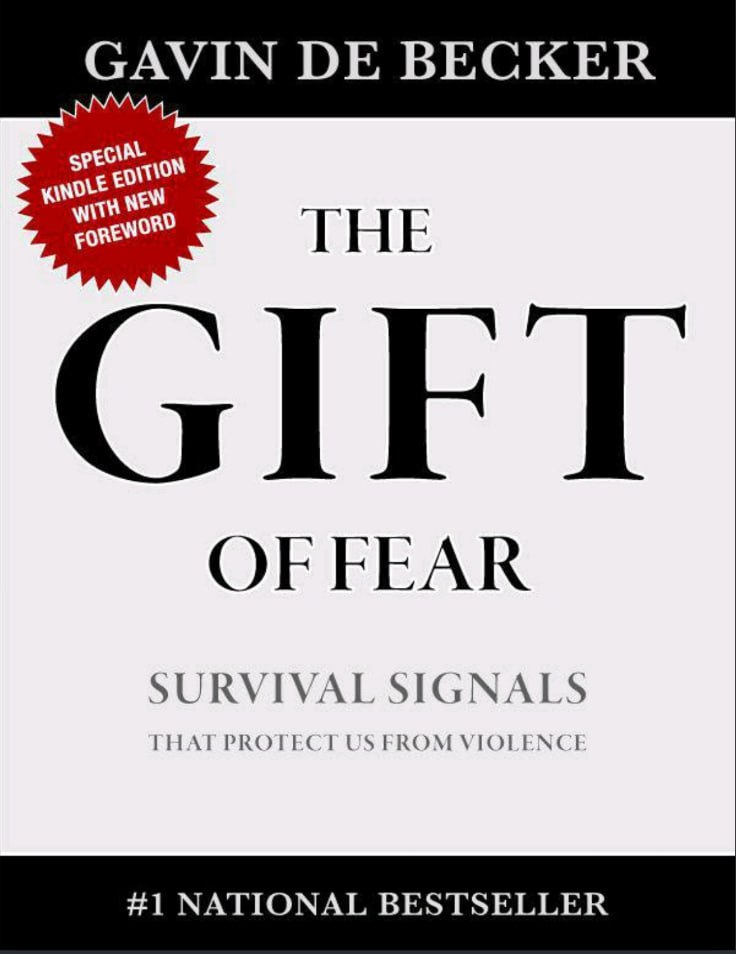 GAVIN DE BECKER
SPECIAL
KINDLE EDITION
WITH NEW
FOREWORD
THE
GIFT
OF FEAR
SURVIVAL SIGNALS
THAT PROTECT US FROM VIOLENCE
#1 NATIONAL BESTSELLER